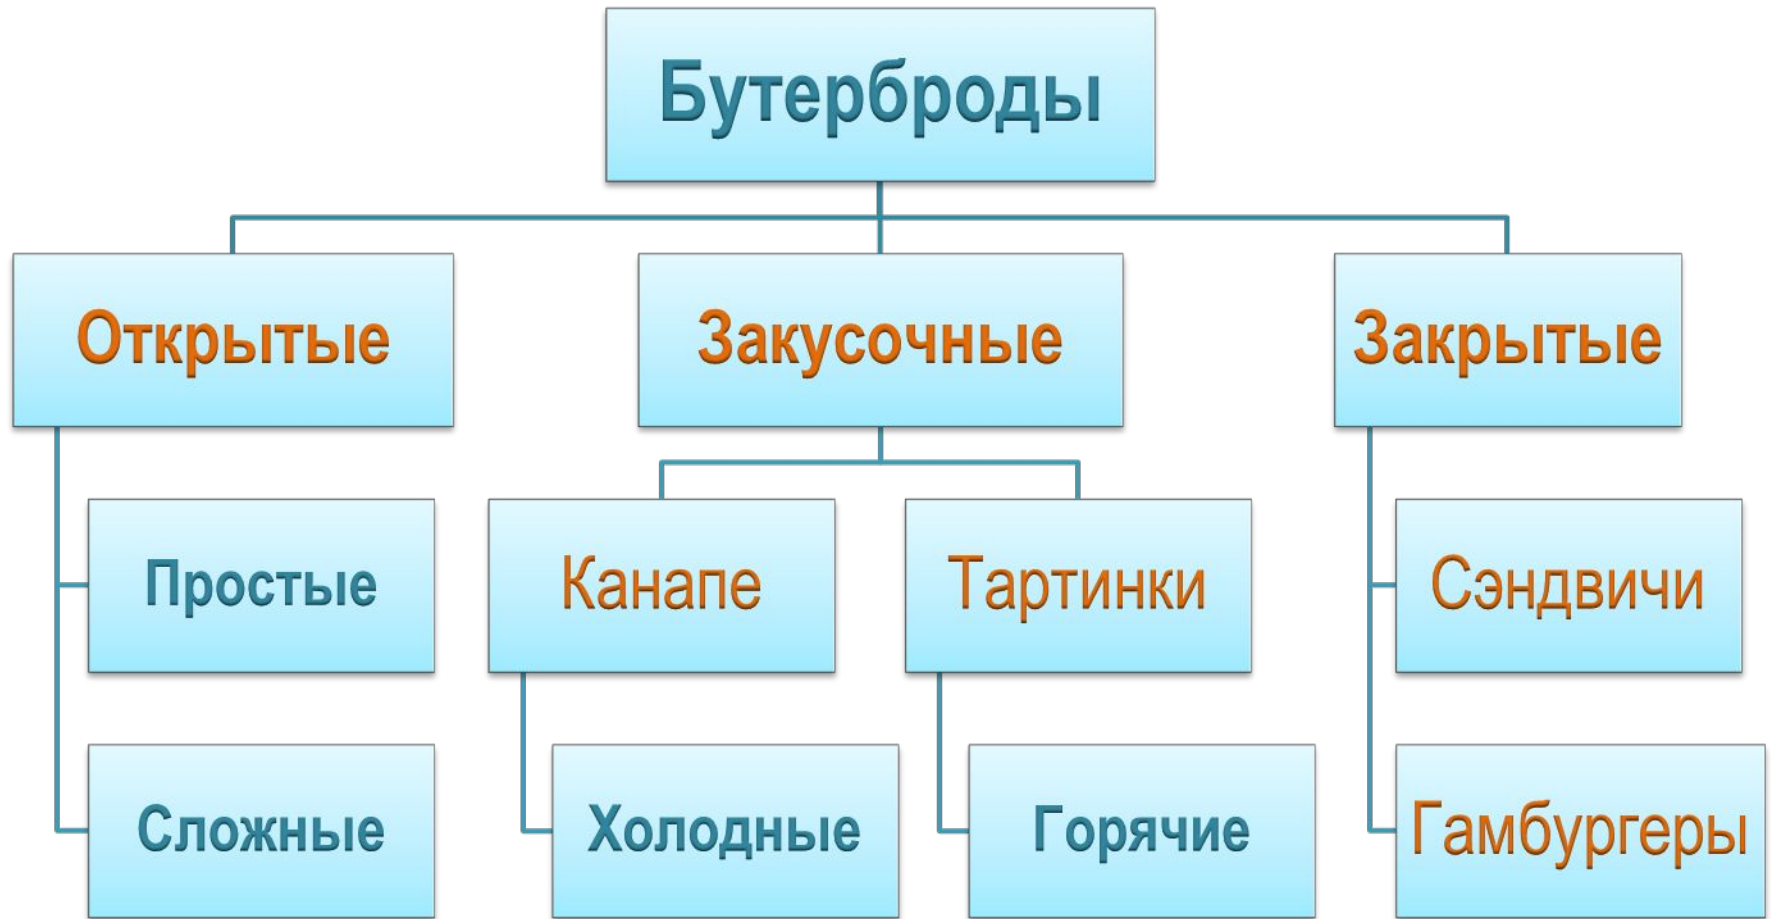 Бутерброды
Открытые
Закусочные
Закрытые
Простые
Канапе
Тартинки
Сэндвичи
Сложные
Холодные
Горячие
Гамбургеры